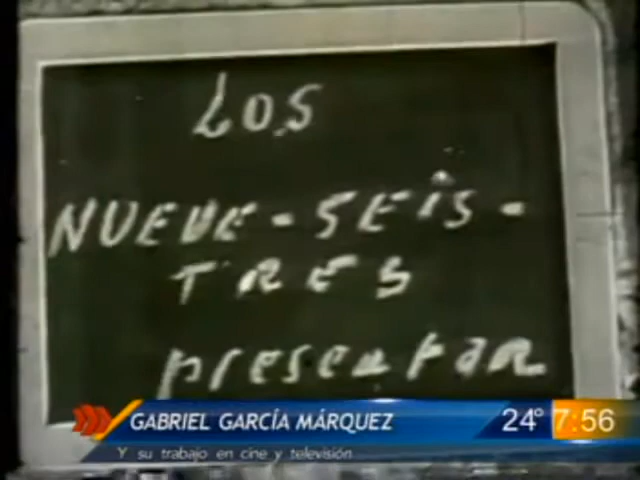 LOS
NUEVE-SEIS-
TRES
presentan
GABRIEL GARCÍA MÁRQUEZ
24° 7:56
Y su trabajo en cine y televisión